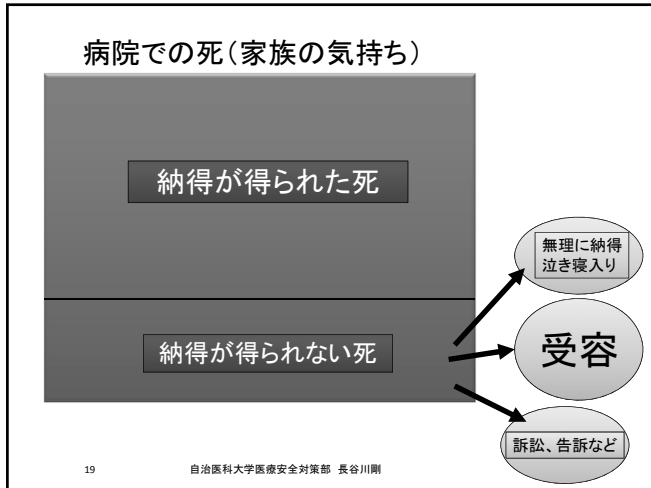 病院での死（家族の気持ち）
納得が得られた死
無理に納得
泣き寝入り
納得が得られない死
受容
訴訟、告訴など
19
自治医科大学医療安全対策部 長谷川剛